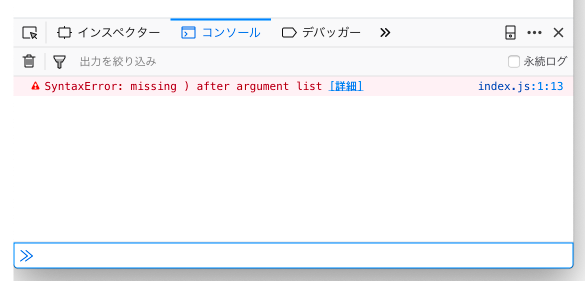 インスペクター コンソール デバッガー
出力を絞り込み 永続ログ
SyntaxError: missing ) after argument list [詳細] index.js:1:13